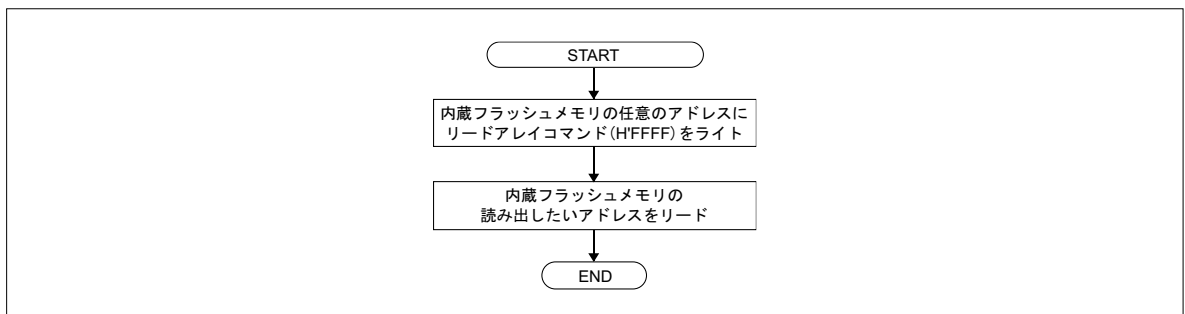 START
内蔵フラッシュメモリの任意のアドレスに
リードアレイコマンド(H'FFFF)をライト
内蔵フラッシュメモリの
読み出したいアドレスをリード
END